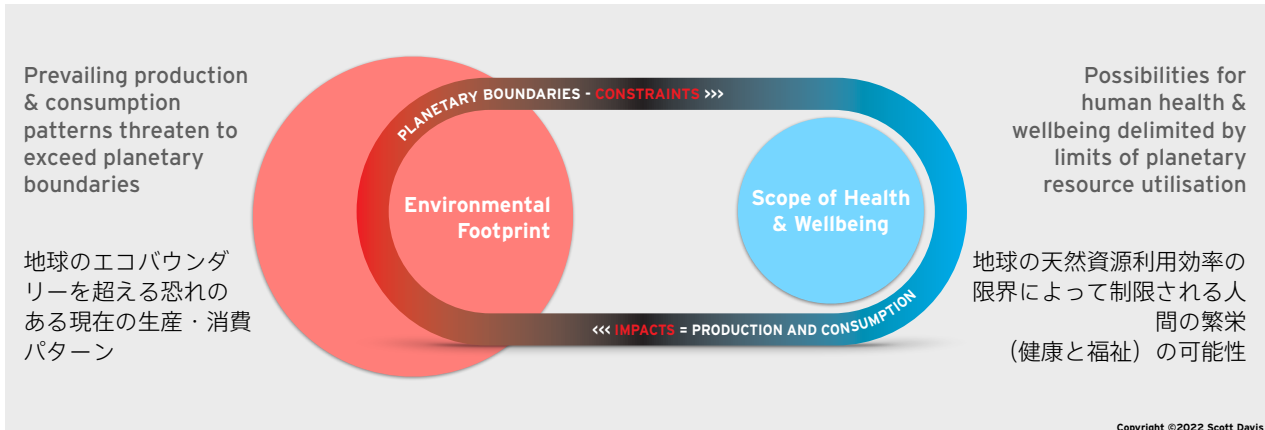 Prevailing production
& consumption
patterns threaten to
exceed planetary
boundaries
地球のエコバウンダ
リーを超える恐れの
ある現在の生産・消費
パターン
PLANETARY BOUNDARIES - CONSTRAINTS >>>
Environmental
Footprint
Scope of Health
& Wellbeing
<<< IMPACTS = PRODUCTION AND CONSUMPTION
Possibilities for
human health &
wellbeing delimited by
limits of planetary
resource utilisation
地球の天然資源利用効率の
限界によって制限される人
間の繁栄
（健康と福祉）の可能性
Copyright ©2022 Scott Davis